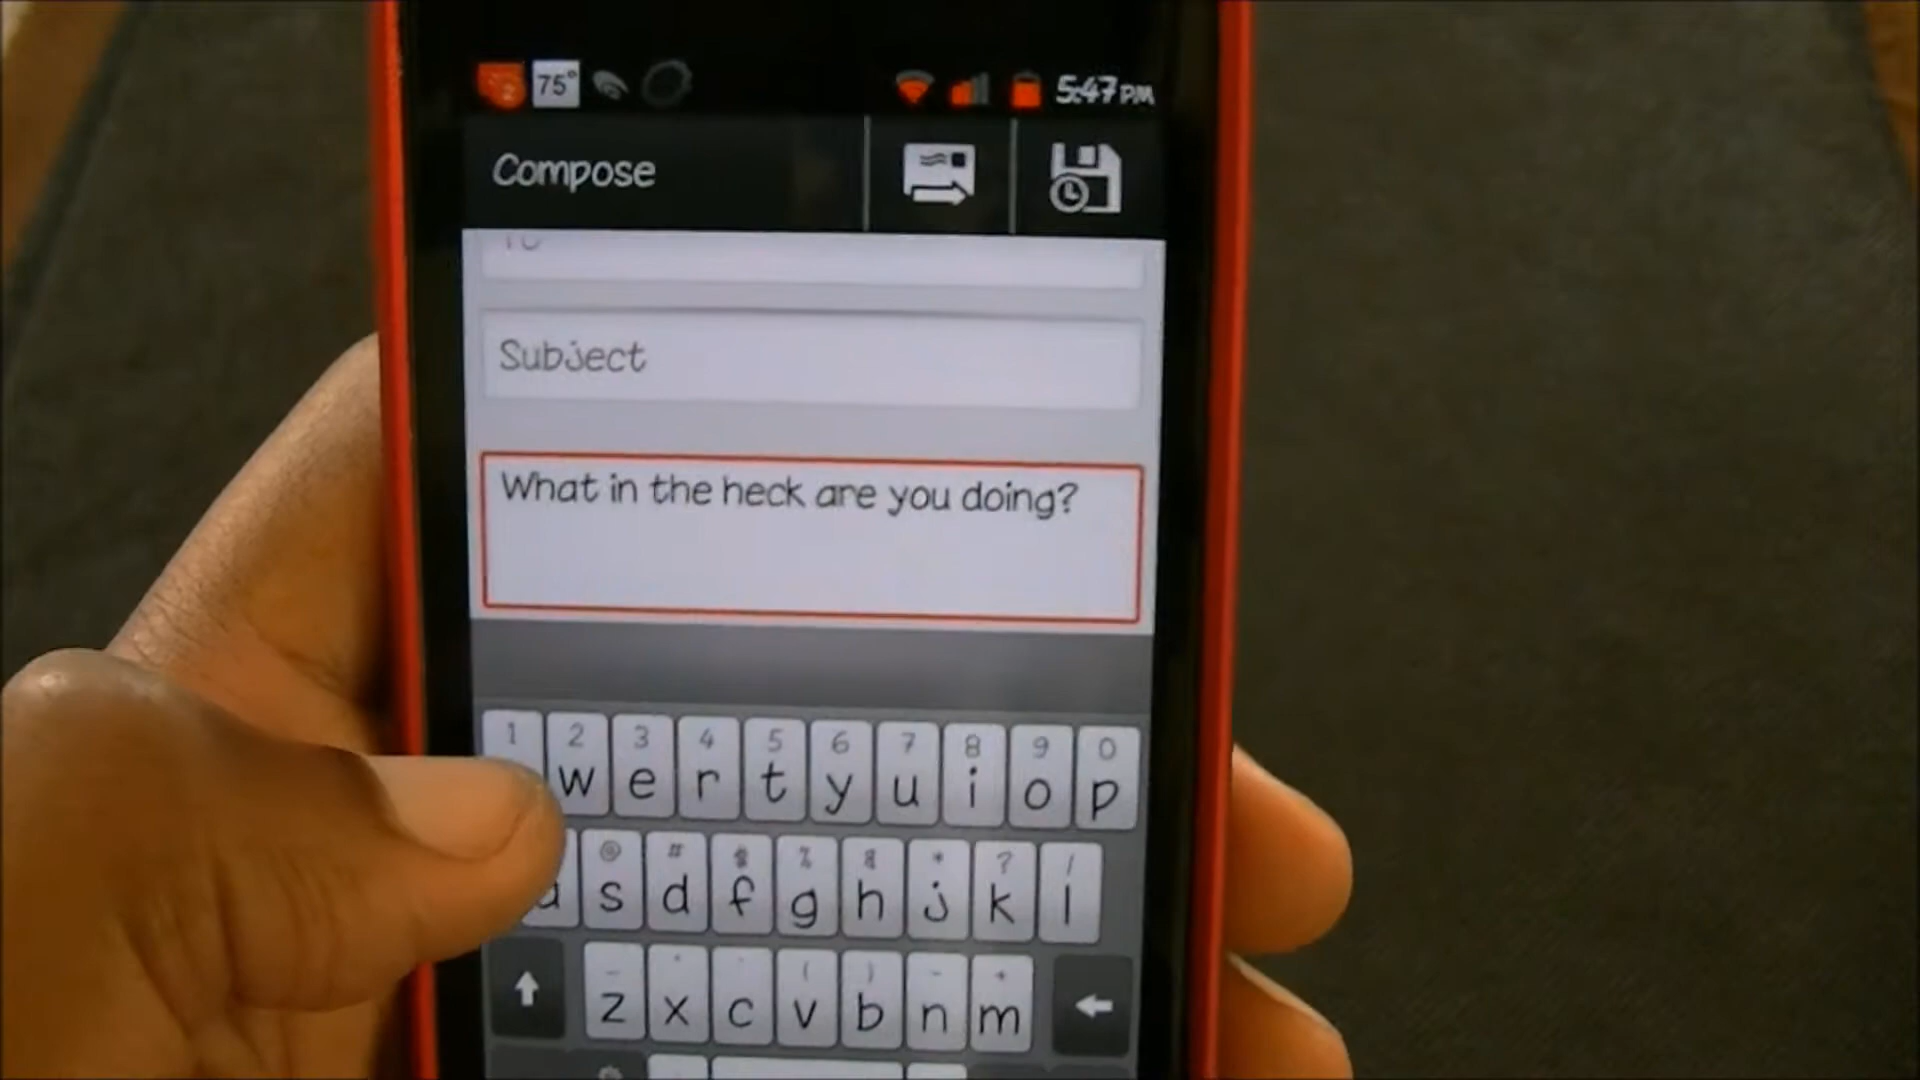 75°
5:47 PM
Compose
To
Subject
What in the heck are you doing?
1 2 3 4 5 6 7 8 9 0
w e r t y u i o p
@ # $ % & * ? /
a s d f g h j k l
( ) - +
z x c v b n m